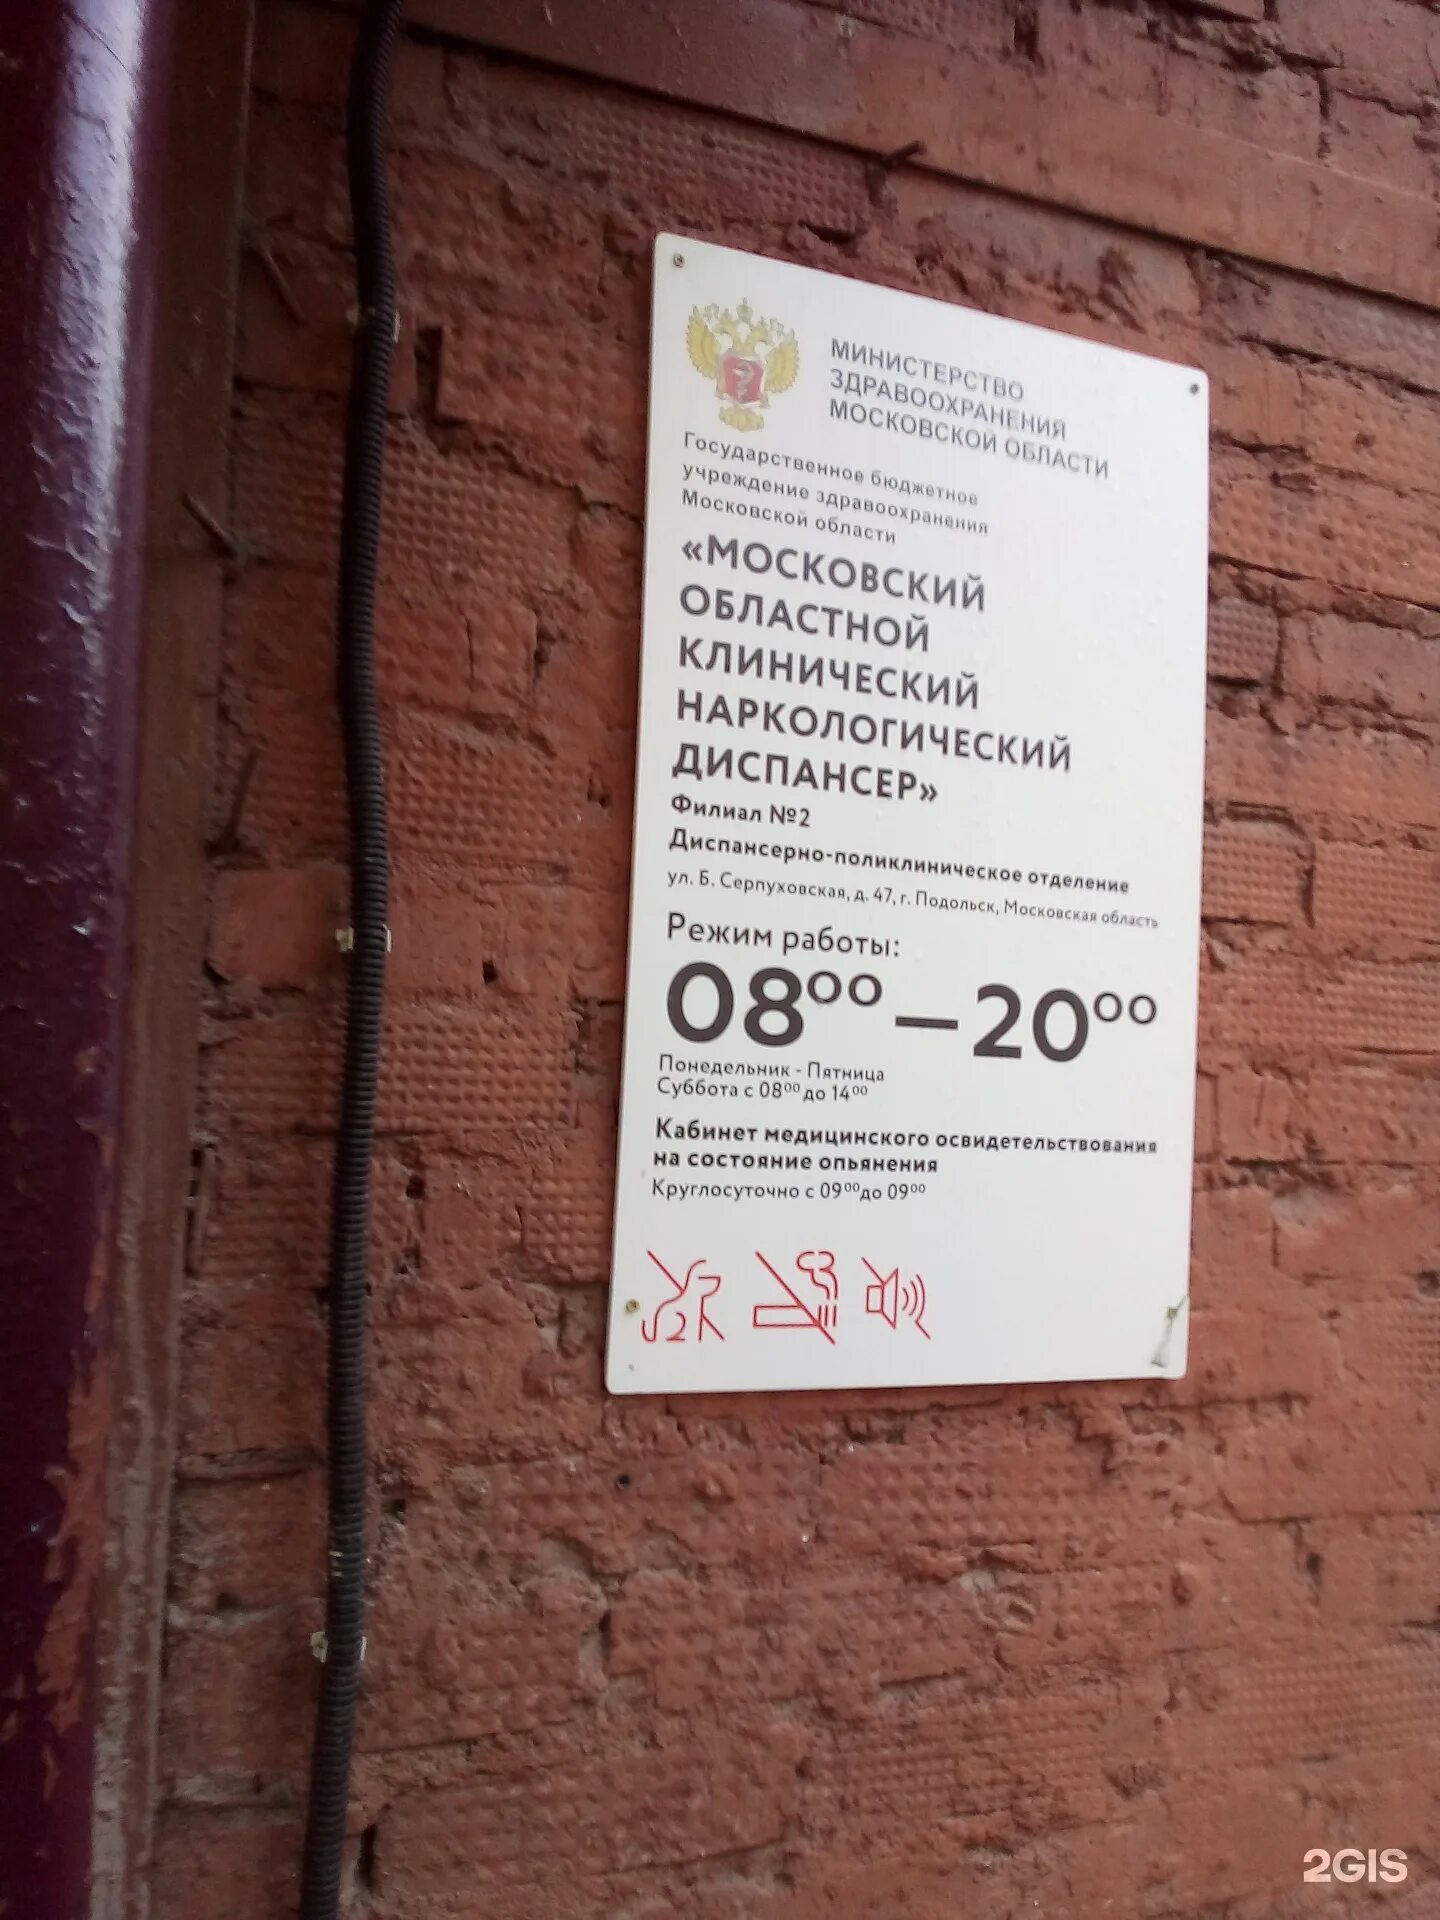 МИНИСТЕРСТВО
ЗДРАВООХРАНЕНИЯ
МОСКОВСКОЙ ОБЛАСТИ
Государственное бюджетное
учреждение здравоохранения
Московской области
«МОСКОВСКИЙ
ОБЛАСТНОЙ
КЛИНИЧЕСКИЙ
НАРКОЛОГИЧЕСКИЙ
ДИСПАНСЕР»
Филиал №2
Диспансерно-поликлиническое отделение
ул. Б. Серпуховская, д. 47, г. Подольск, Московская область
Режим работы:
08⁰⁰ – 20⁰⁰
Понедельник - Пятница
Суббота с 08⁰⁰ до 14⁰⁰
Кабинет медицинского освидетельствования
на состояние опьянения
Круглосуточно с 09⁰⁰ до 09⁰⁰
2GIS